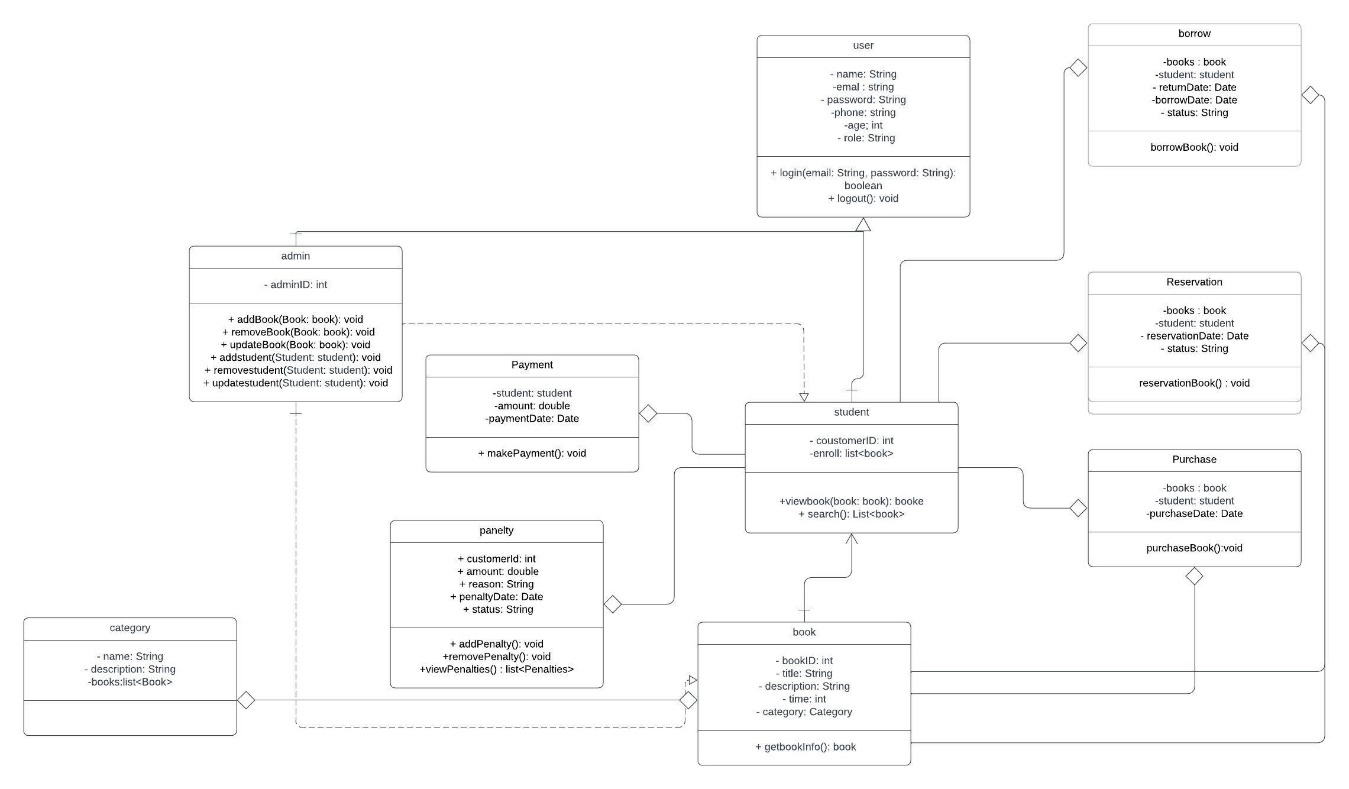 user
- name: String
-emal : string
- password: String
-phone: string
-age; int
- role: String
+ login(email: String, password: String):
boolean
+ logout(): void
borrow
-books : book
-student: student
- returnDate: Date
-borrowDate: Date
- status: String
borrowBook(): void
admin
- adminID: int
+ addBook(Book: book): void
+ removeBook(Book: book): void
+ updateBook(Book: book): void
+ addstudent(Student: student): void
+ removestudent(Student: student): void
+ updatestudent(Student: student): void
Reservation
-books : book
-student: student
- reservationDate: Date
- status: String
reservationBook() : void
Payment
-student: student
-amount: double
-paymentDate: Date
+ makePayment(): void
student
- coustomerID: int
-enroll: list<book>
+viewbook(book: book): booke
+ search(): List<book>
Purchase
-books : book
-student: student
-purchaseDate: Date
purchaseBook():void
panelty
+ customerId: int
+ amount: double
+ reason: String
+ penaltyDate: Date
+ status: String
+ addPenalty(): void
+removePenalty(): void
+viewPenalties() : list<Penalties>
category
- name: String
- description: String
-books:list<Book>
book
- bookID: int
- title: String
- description: String
- time: int
- category: Category
+ getbookInfo(): book